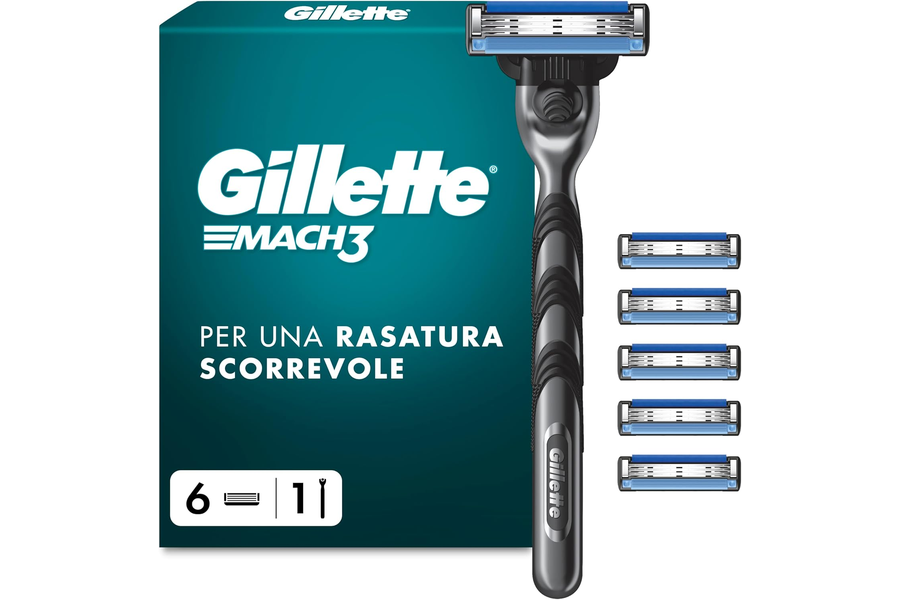 Gillette®
Gillette®
MACH3
PER UNA RASATURA
SCORREVOLE
6 1
Gillette